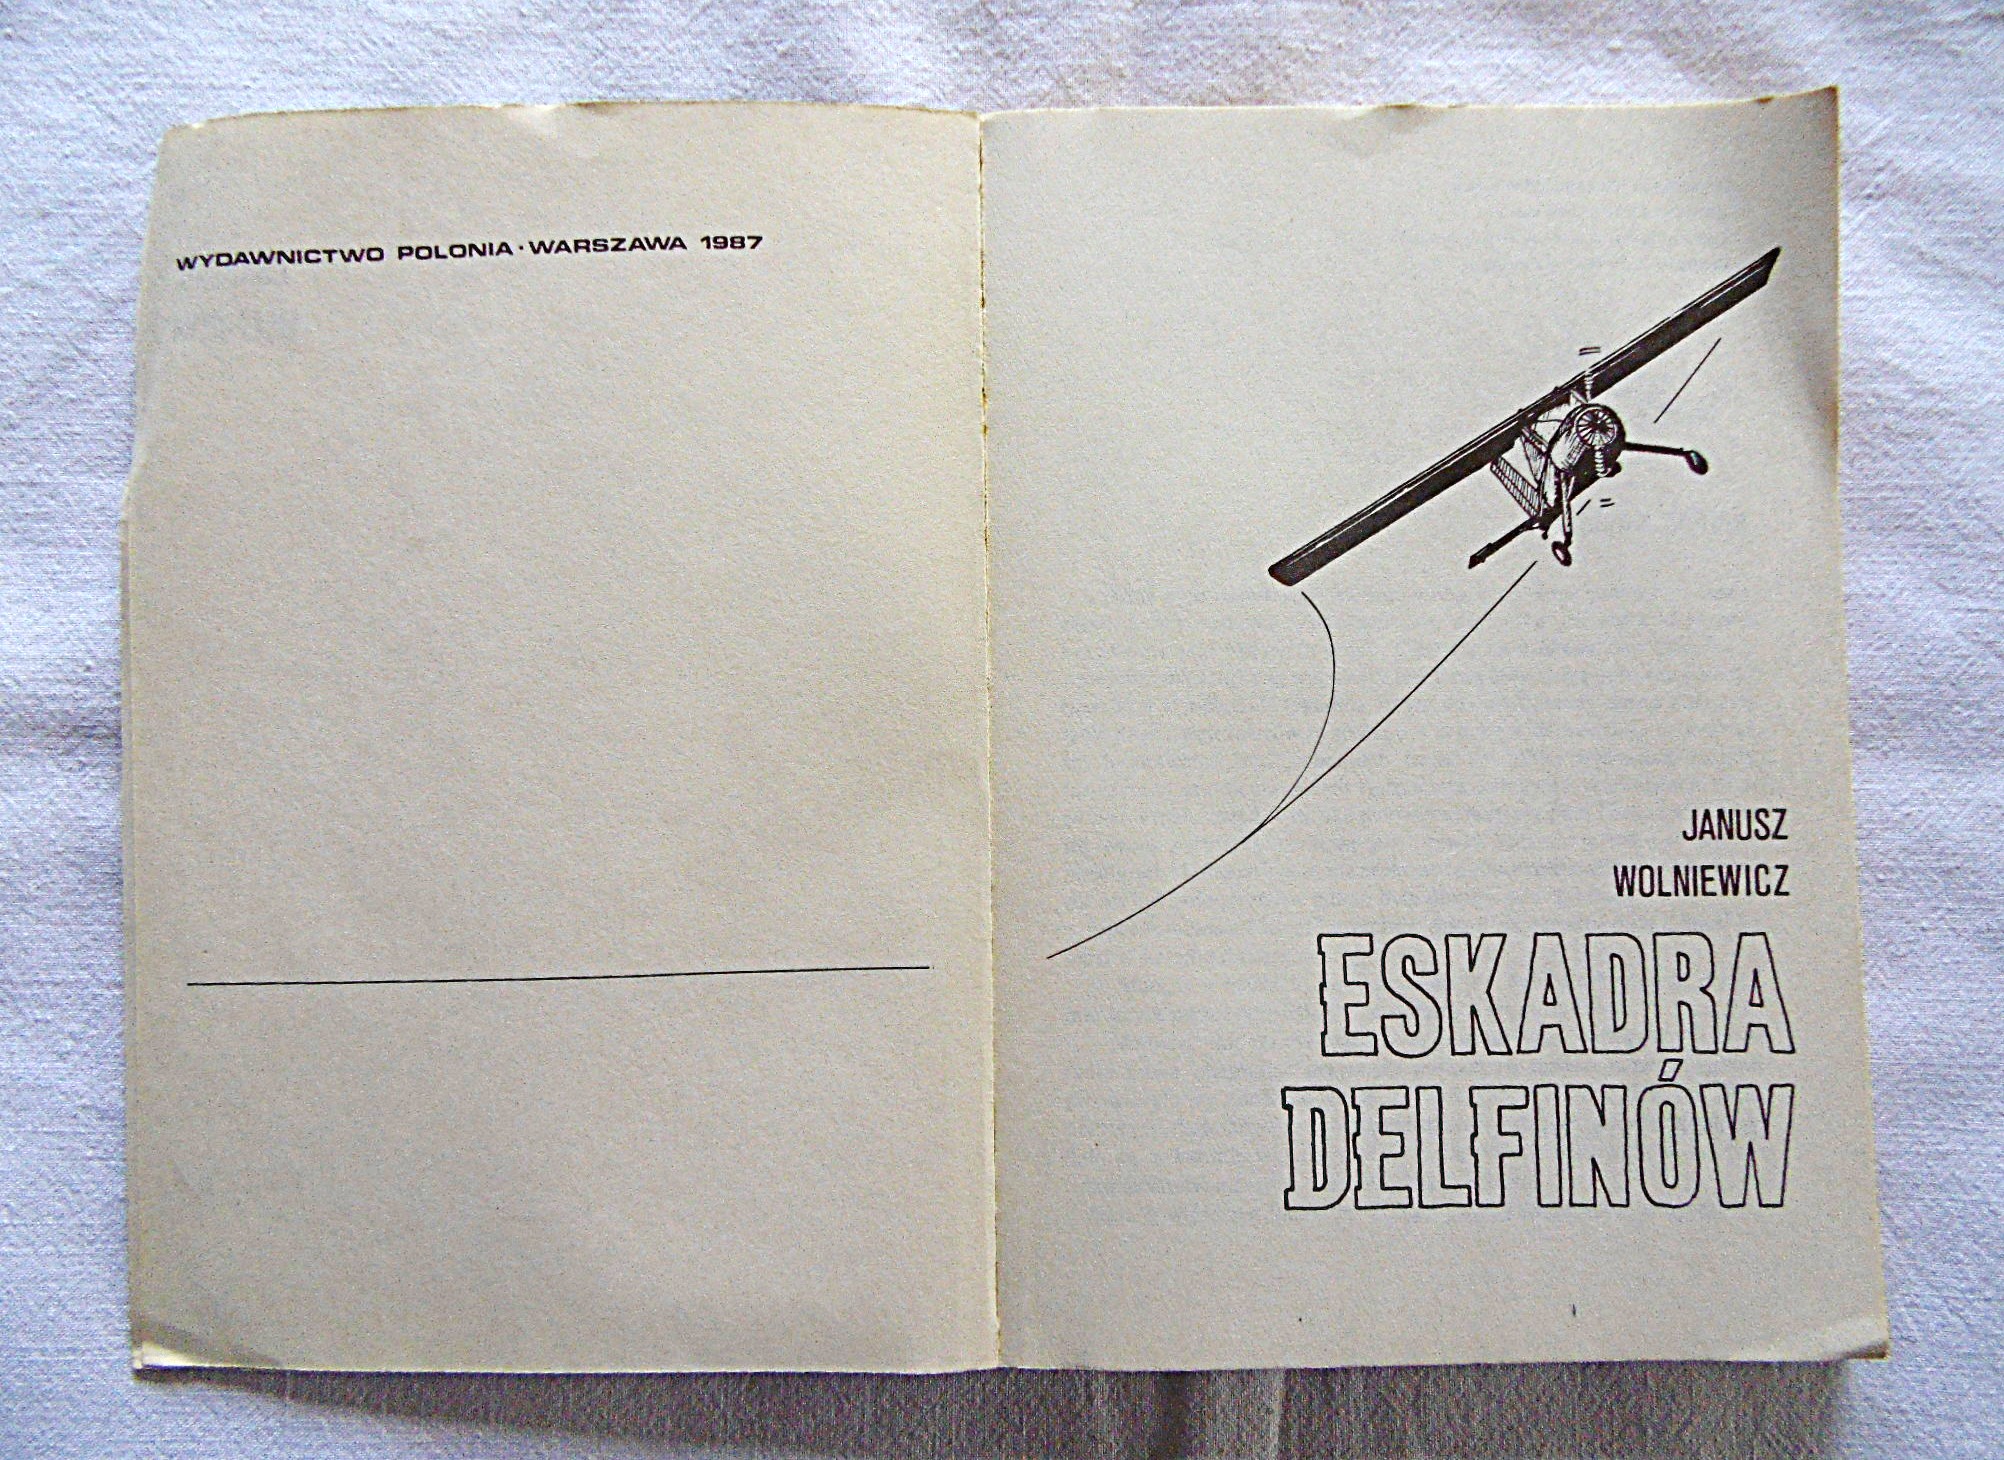 WYDAWNICTWO POLONIA · WARSZAWA 1987
JANUSZ
WOLNIEWICZ
ESKADRA
DELFINÓW